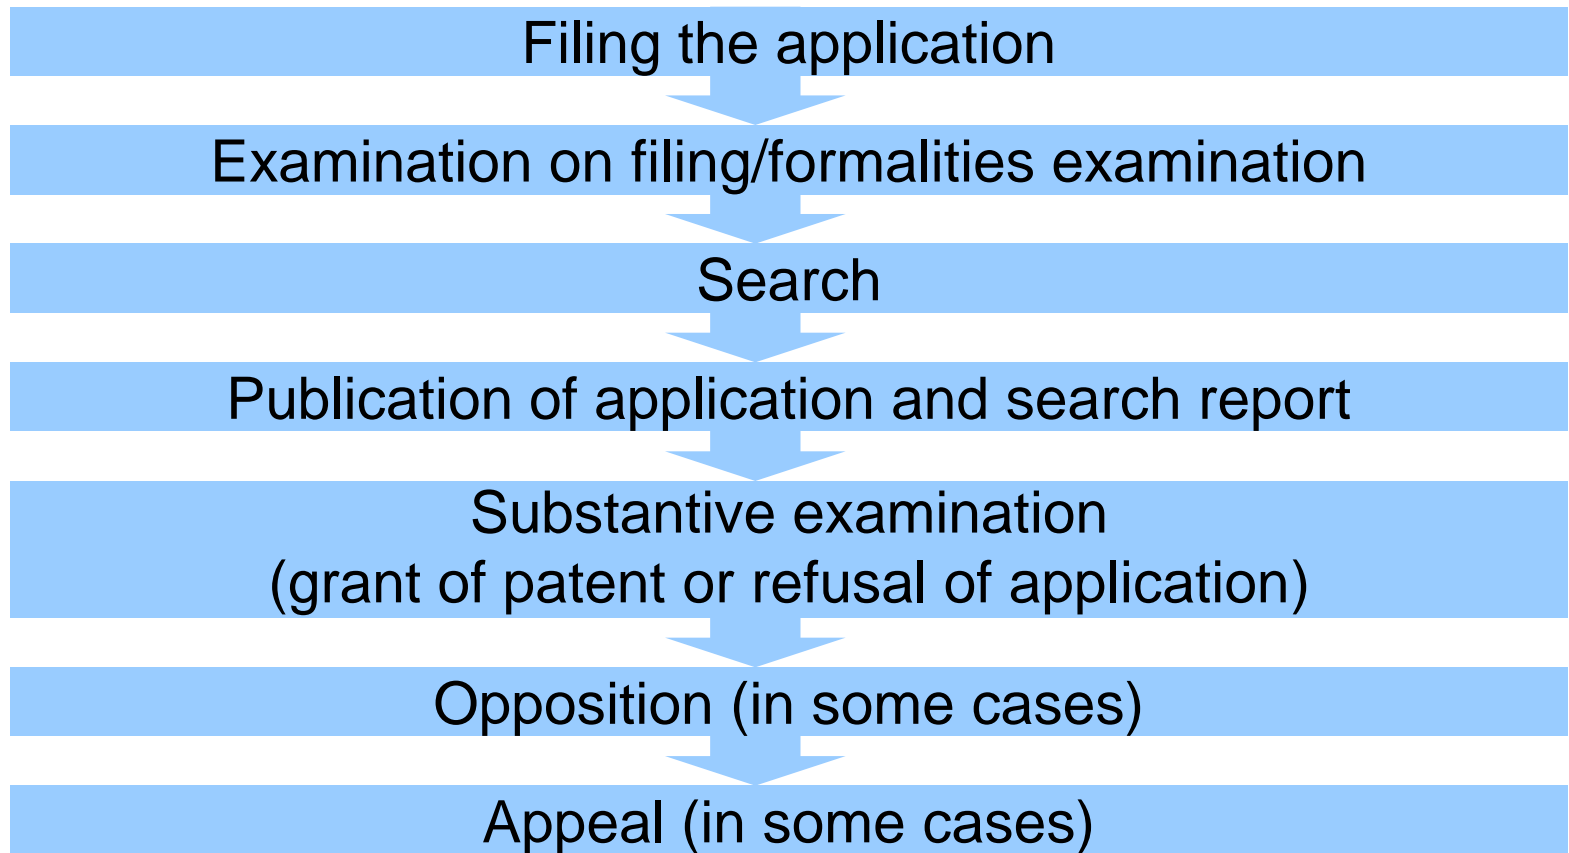 Filing the application
Examination on filing/formalities examination
Search
Publication of application and search report
Substantive examination
(grant of patent or refusal of application)
Opposition (in some cases)
Appeal (in some cases)